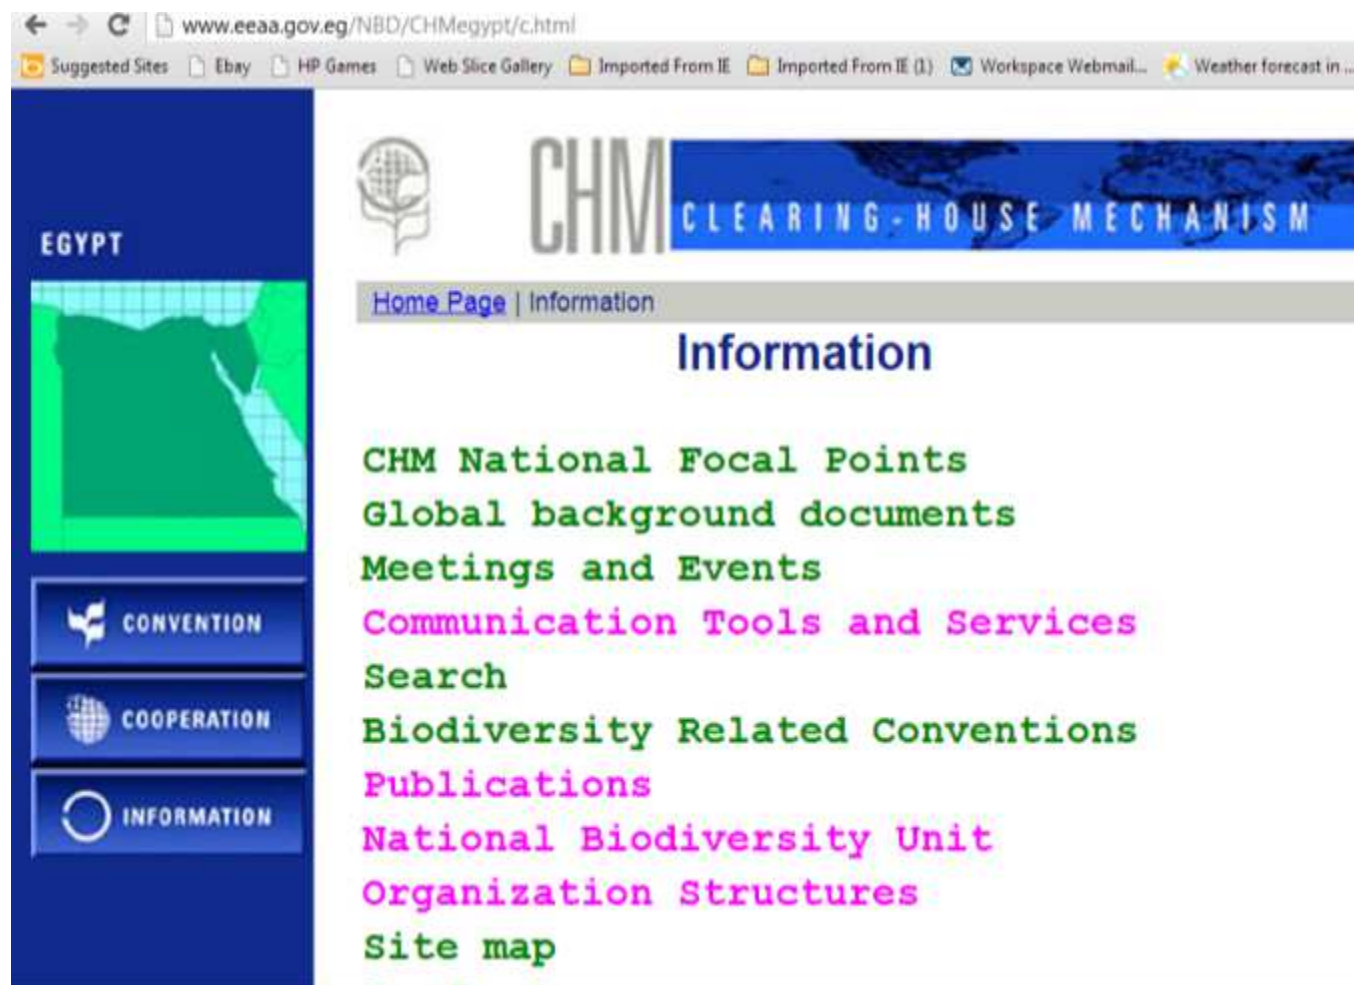 www.eeaa.gov.eg/NBD/CHMegypt/c.html
Suggested Sites Ebay HP Games Web Slice Gallery Imported From IE Imported From IE (1) Workspace Webmail... Weather forecast in ...
EGYPT
CHM CLEARING-HOUSE MECHANISM
Home Page | Information
Information
CHM National Focal Points
Global background documents
Meetings and Events
Communication Tools and Services
Search
Biodiversity Related Conventions
Publications
National Biodiversity Unit
Organization Structures
Site map
CONVENTION
COOPERATION
INFORMATION